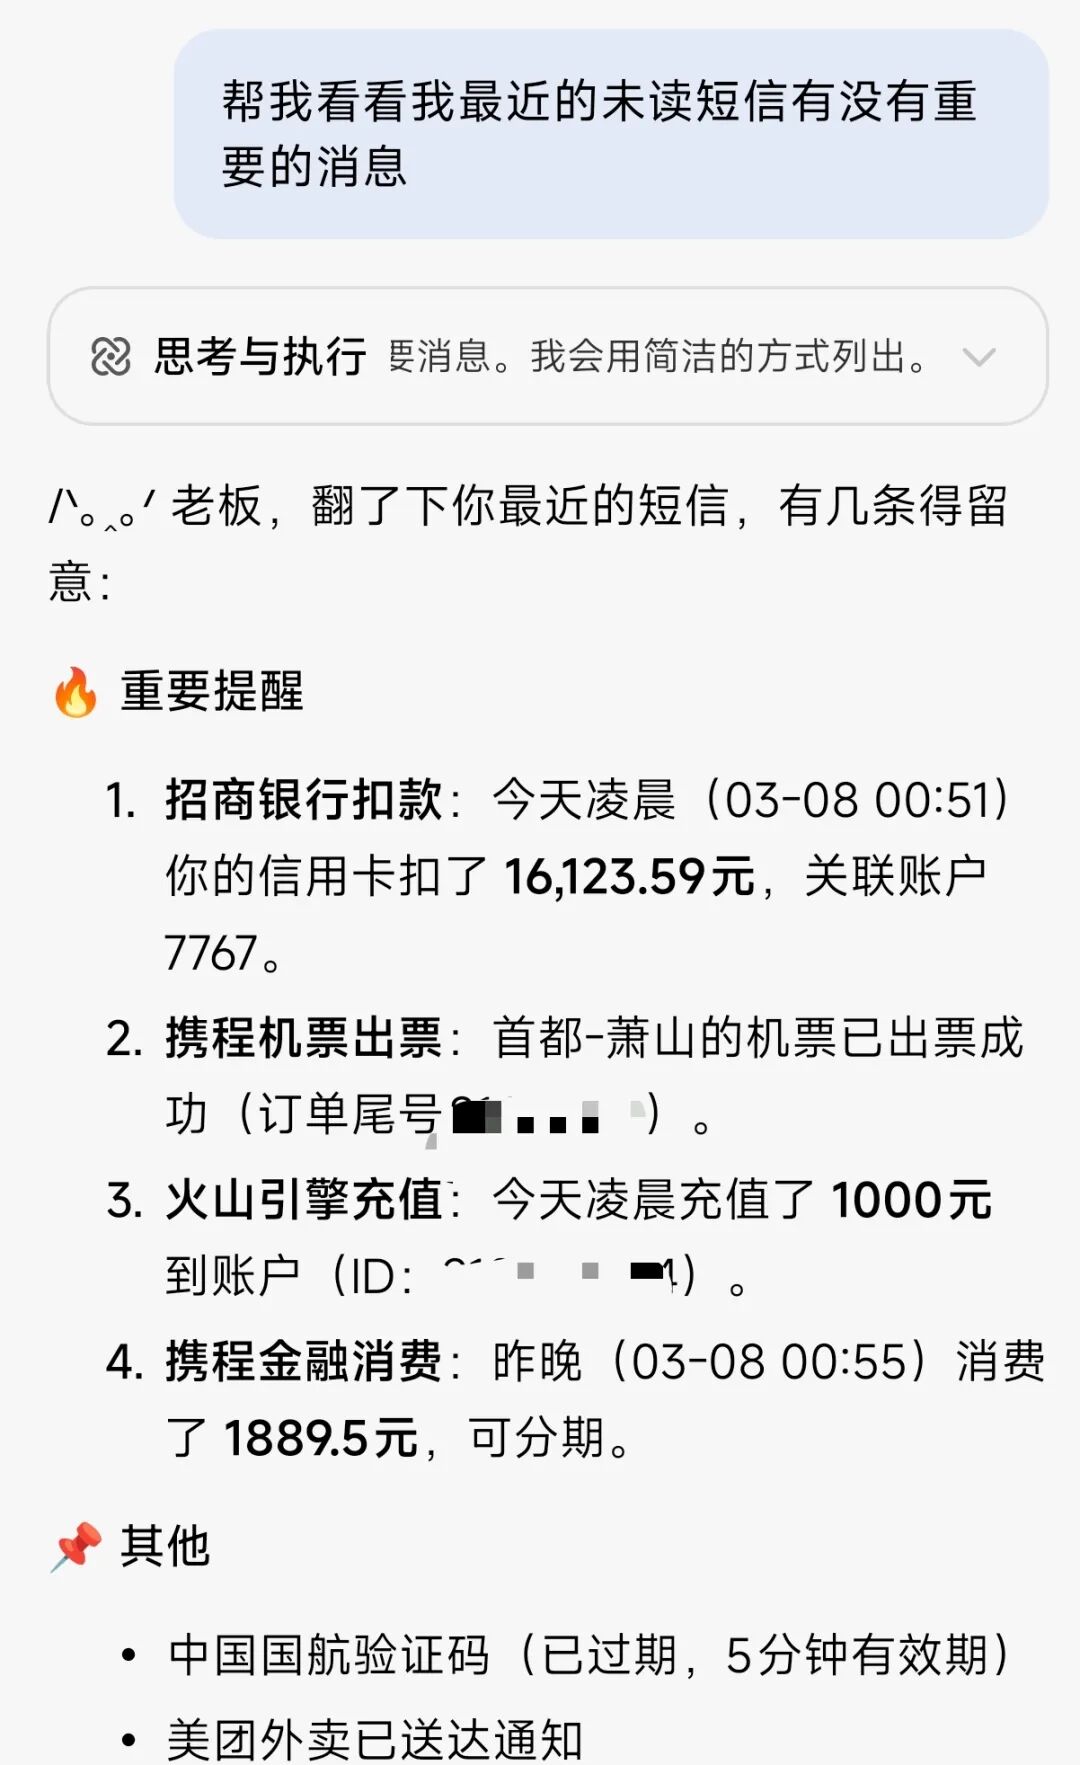 帮我看看我最近的未读短信有没有重
要的消息
思考与执行 要消息。我会用简洁的方式列出。
/ᐠ｡ꞈ｡ᐟ 老板，翻了下你最近的短信，有几条得留
意：
🔥 重要提醒
1. 招商银行扣款：今天凌晨（03-08 00:51）
你的信用卡扣了 16,123.59元，关联账户
7767。
2. 携程机票出票：首都-萧山的机票已出票成
功（订单尾号）。
3. 火山引擎充值：今天凌晨充值了 1000元
到账户（ID：4）。
4. 携程金融消费：昨晚（03-08 00:55）消费
了 1889.5元，可分期。
📌 其他
• 中国国航验证码（已过期，5分钟有效期）
• 美团外卖已送达通知